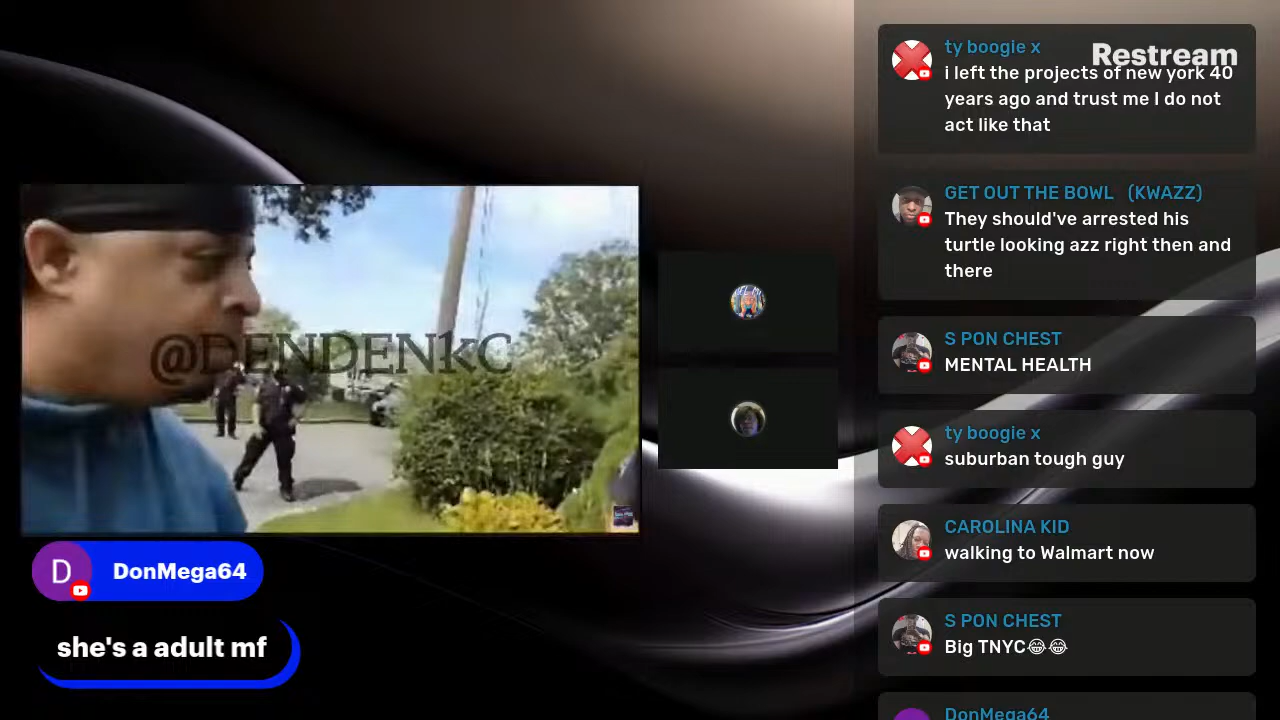 ty boogie x
Restream
i left the projects of new york 40
years ago and trust me I do not
act like that
GET OUT THE BOWL (KWAZZ)
They should've arrested his
turtle looking azz right then and
there
S PON CHEST
MENTAL HEALTH
ty boogie x
suburban tough guy
CAROLINA KID
walking to Walmart now
S PON CHEST
Big TNYC😂😂
DonMega64
@DENDENkC
D
DonMega64
she's a adult mf